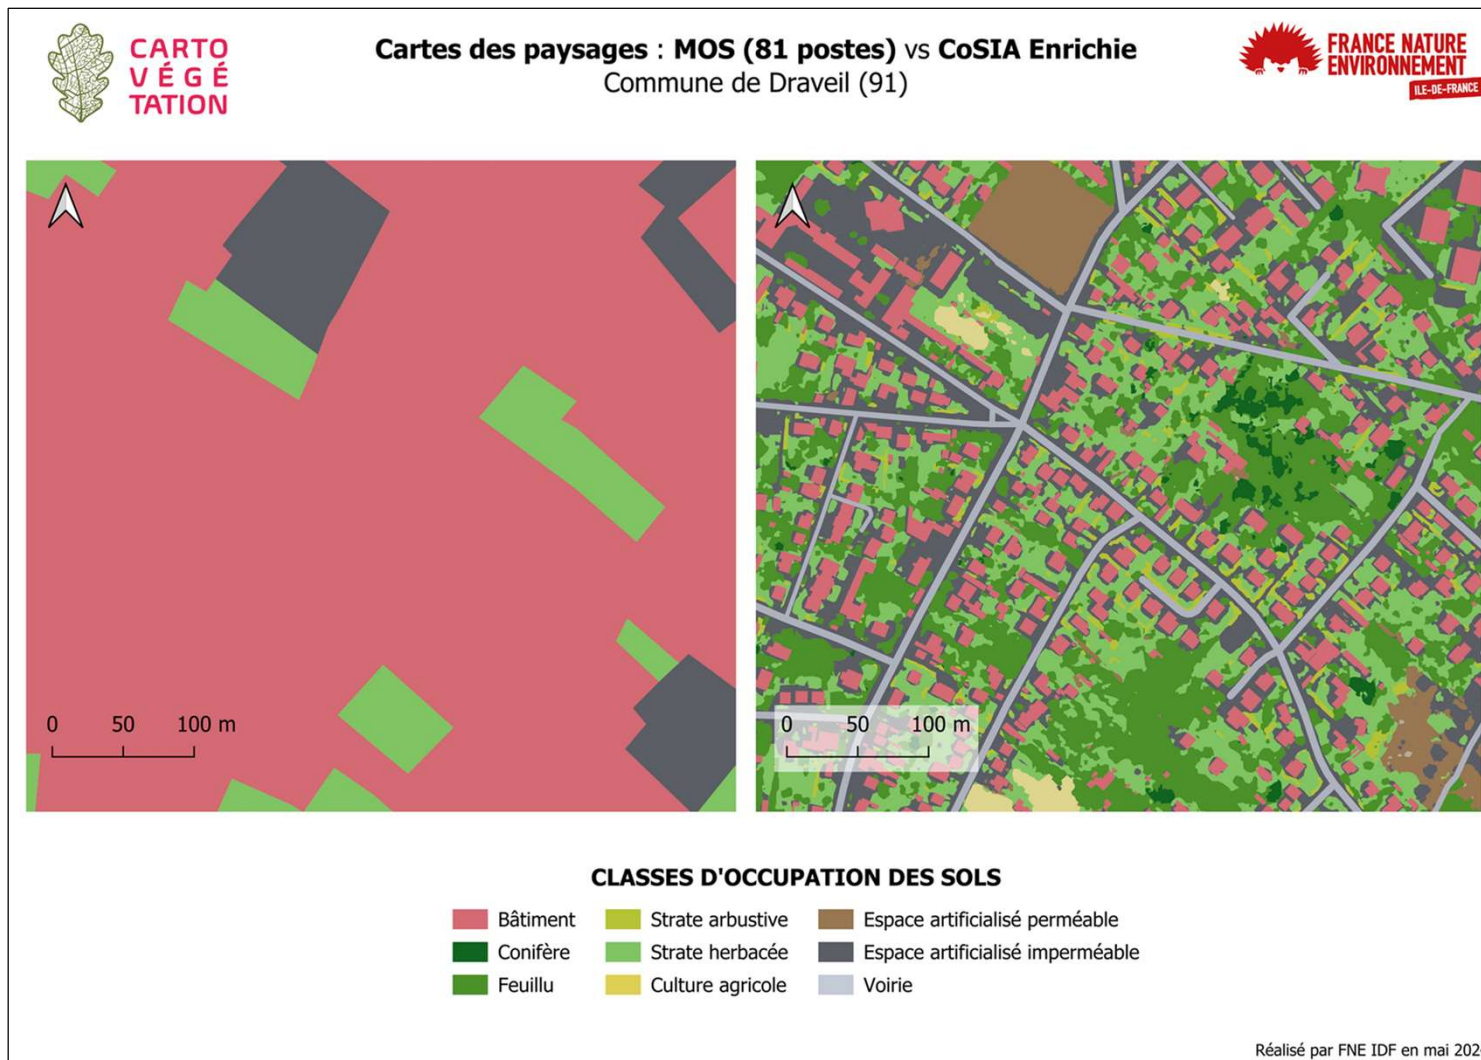 CARTO
VÉGÉ
TATION
Cartes des paysages : MOS (81 postes) vs CoSIA Enrichie
Commune de Draveil (91)
FRANCE NATURE
ENVIRONNEMENT
ILE-DE-FRANCE
0 50 100 m
0 50 100 m
CLASSES D'OCCUPATION DES SOLS
Bâtiment
Conifère
Feuillu
Strate arbustive
Strate herbacée
Culture agricole
Espace artificialisé perméable
Espace artificialisé imperméable
Voirie
Réalisé par FNE IDF en mai